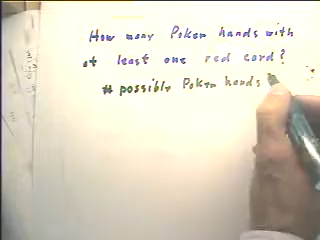 How many Poker hands with
at least one red card?
# possible Poker hands